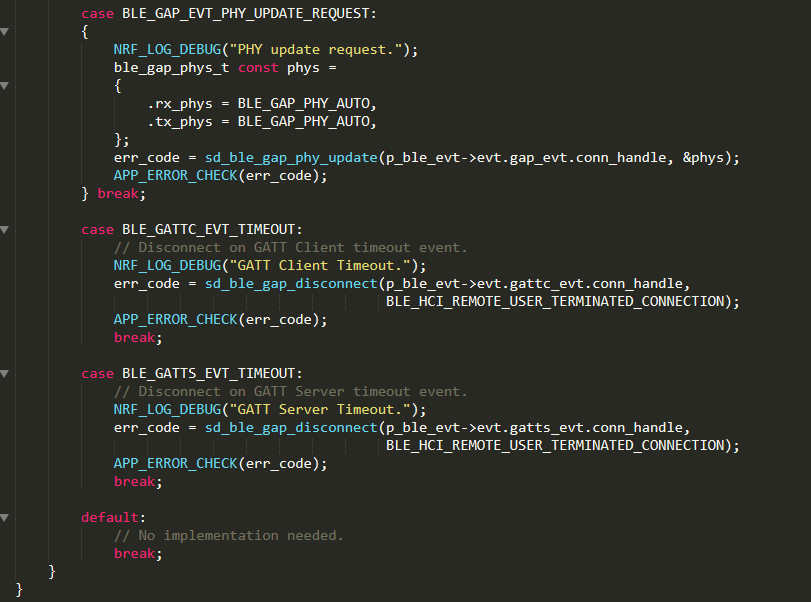 case BLE_GAP_EVT_PHY_UPDATE_REQUEST:
{
NRF_LOG_DEBUG("PHY update request.");
ble_gap_phys_t const phys =
{
.rx_phys = BLE_GAP_PHY_AUTO,
.tx_phys = BLE_GAP_PHY_AUTO,
};
err_code = sd_ble_gap_phy_update(p_ble_evt->evt.gap_evt.conn_handle, &phys);
APP_ERROR_CHECK(err_code);
} break;
case BLE_GATTC_EVT_TIMEOUT:
// Disconnect on GATT Client timeout event.
NRF_LOG_DEBUG("GATT Client Timeout.");
err_code = sd_ble_gap_disconnect(p_ble_evt->evt.gattc_evt.conn_handle,
BLE_HCI_REMOTE_USER_TERMINATED_CONNECTION);
APP_ERROR_CHECK(err_code);
break;
case BLE_GATTS_EVT_TIMEOUT:
// Disconnect on GATT Server timeout event.
NRF_LOG_DEBUG("GATT Server Timeout.");
err_code = sd_ble_gap_disconnect(p_ble_evt->evt.gatts_evt.conn_handle,
BLE_HCI_REMOTE_USER_TERMINATED_CONNECTION);
APP_ERROR_CHECK(err_code);
break;
default:
// No implementation needed.
break;
}
}